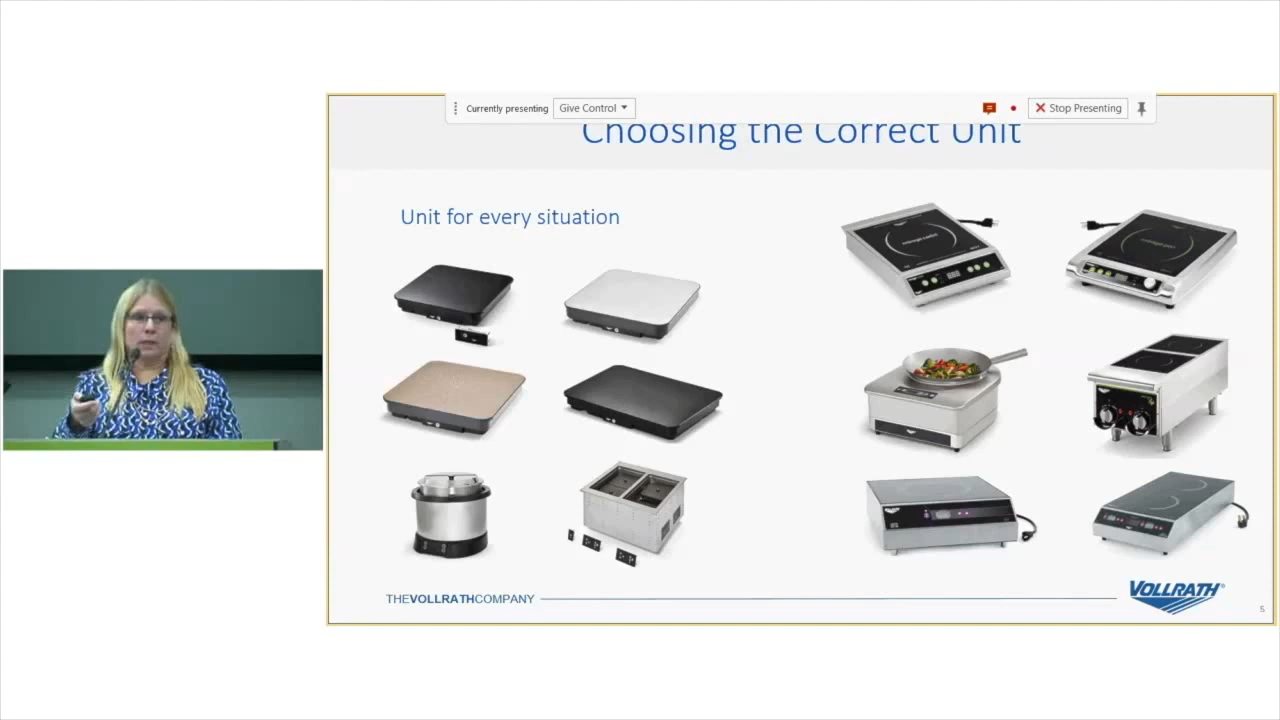 Currently presenting
Give Control
Stop Presenting
Choosing the Correct Unit
Unit for every situation
THEVOLLRATHCOMPANY
VOLLRATH®
5